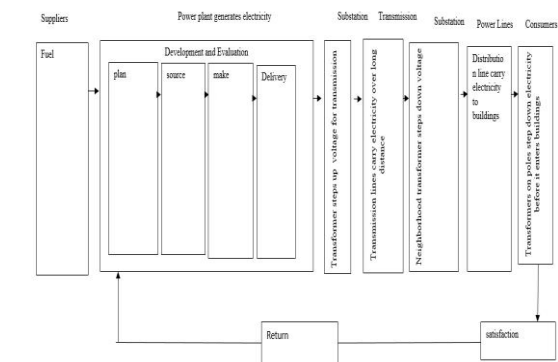 Suppliers
Power plant generates electricity
Substation
Transmission
Substation
Power Lines
Consumers
Fuel
Development and Evaluation
plan
source
make
Delivery
Transformer steps up voltage for transmission
Transmission lines carry electricity over long
distance
Neighborhood transformer steps down voltage
Distributio
n line carry
electricity
to
buildings
Transformers on poles step down electricity
before it enters buildings
Return
satisfaction